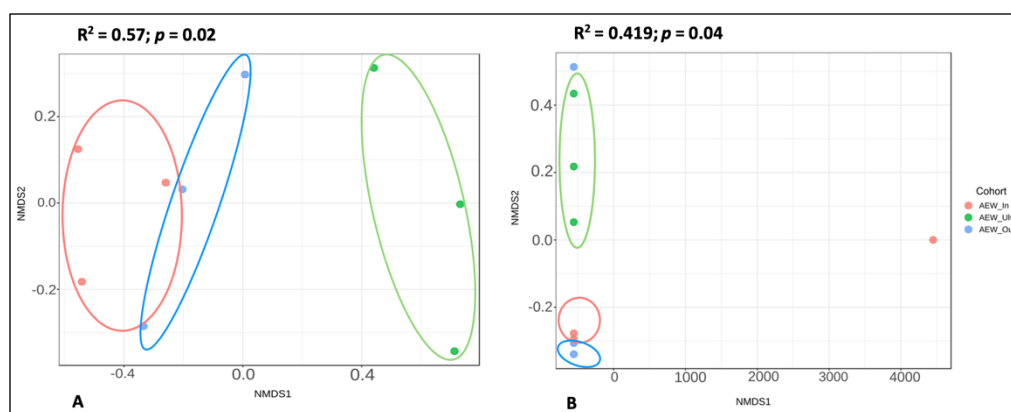 R² = 0.57; p = 0.02
NMDS2
0.2
0.0
-0.2
-0.4
0.0
0.4
NMDS1
A
R² = 0.419; p = 0.04
NMDS2
0.4
0.2
0.0
-0.2
0
1000
2000
3000
4000
NMDS1
B
Cohort
AEW_In
AEW_Ul
AEW_Ou